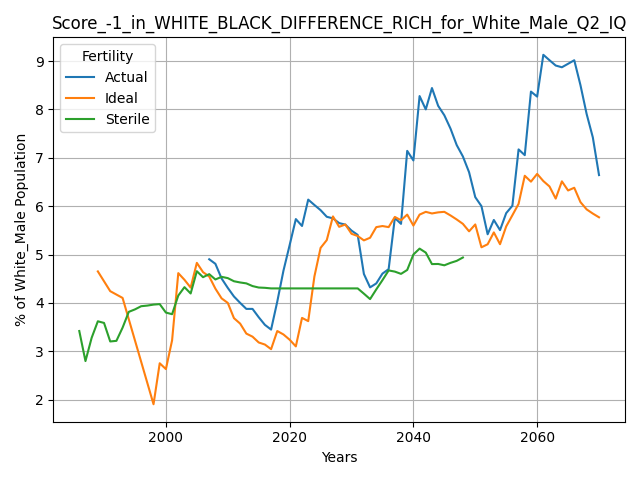 Score_-1_in_WHITE_BLACK_DIFFERENCE_RICH_for_White_Male_Q2_IQ
Fertility
Actual
Ideal
Sterile
% of White_Male Population
9
8
7
6
5
4
3
2
2000
2020
2040
2060
Years